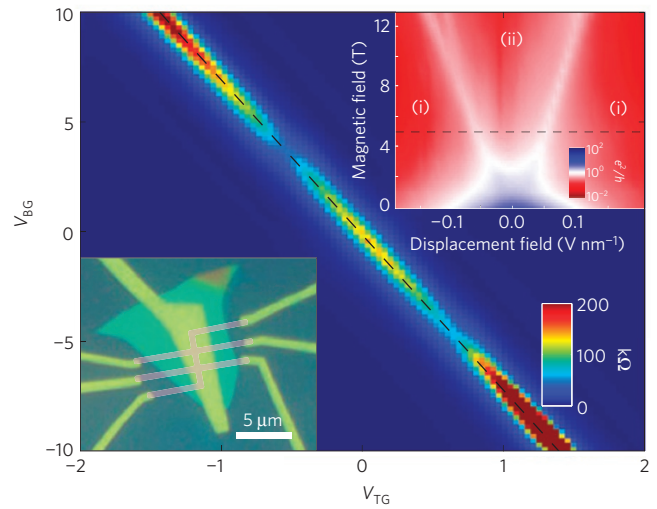 10
5
0
−5
−10
V_BG
−2
−1
0
1
2
V_TG
12
8
4
0
Magnetic field (T)
(ii)
(i)
(i)
10²
10⁰
10⁻²
e²/h
−0.1
0.0
0.1
Displacement field (V nm⁻¹)
200
100
0
kΩ
5 μm